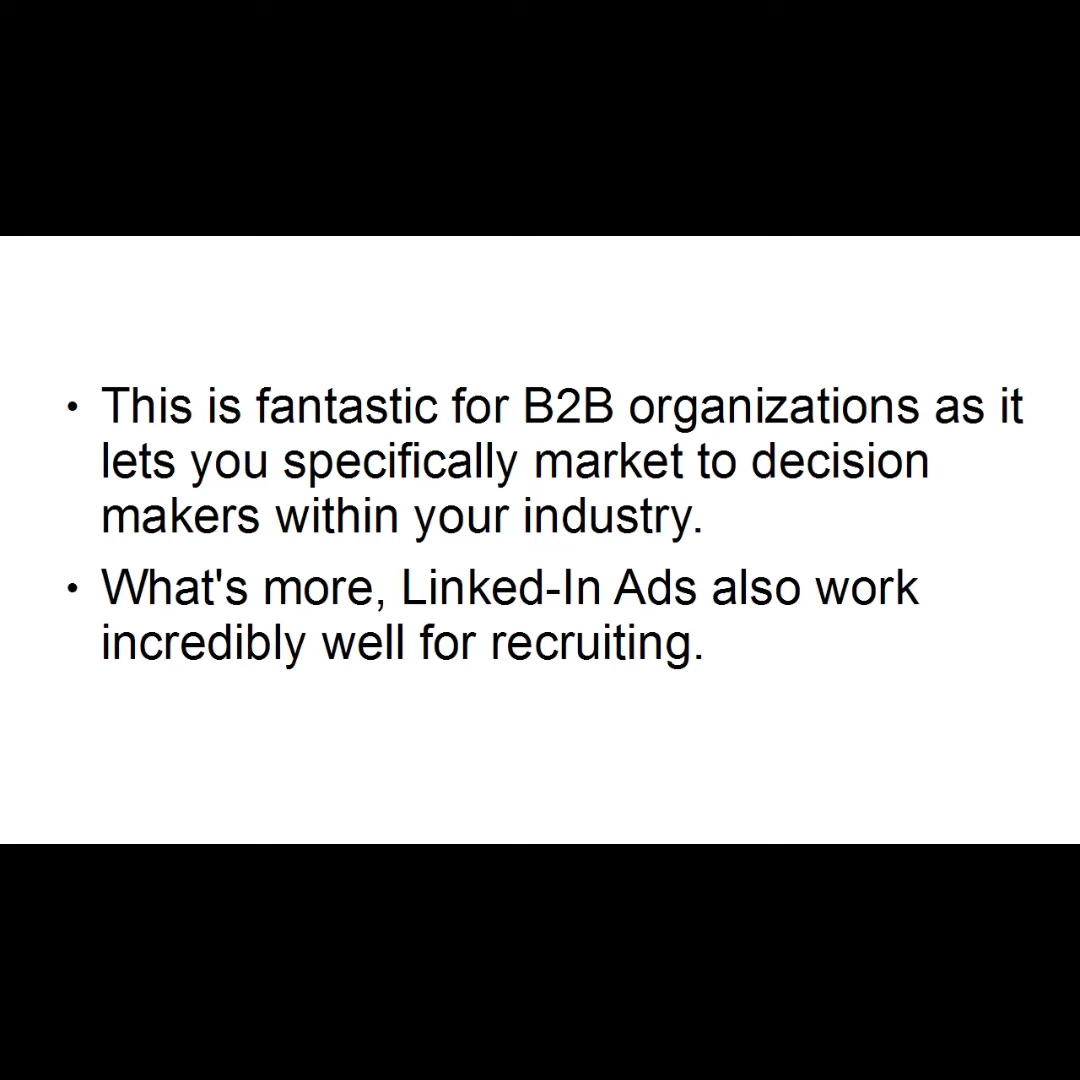 • This is fantastic for B2B organizations as it
lets you specifically market to decision
makers within your industry.
• What's more, Linked-In Ads also work
incredibly well for recruiting.